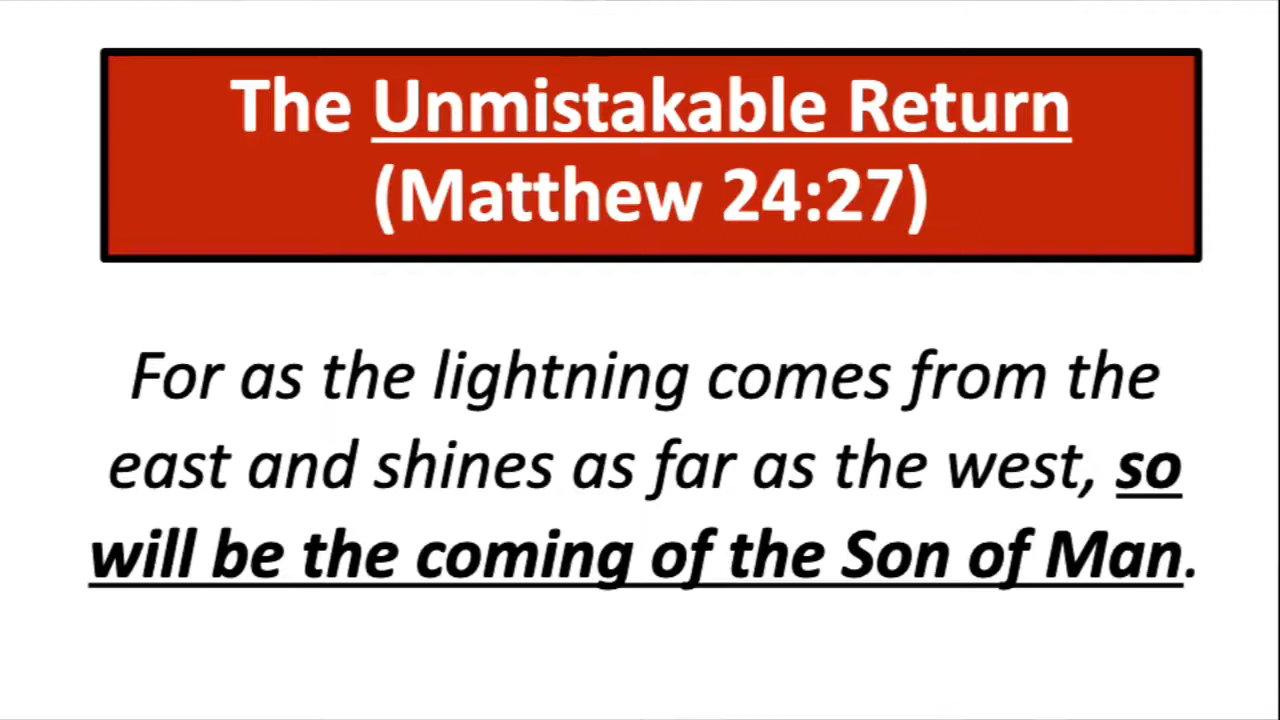 The Unmistakable Return
(Matthew 24:27)
For as the lightning comes from the
east and shines as far as the west, so
will be the coming of the Son of Man.